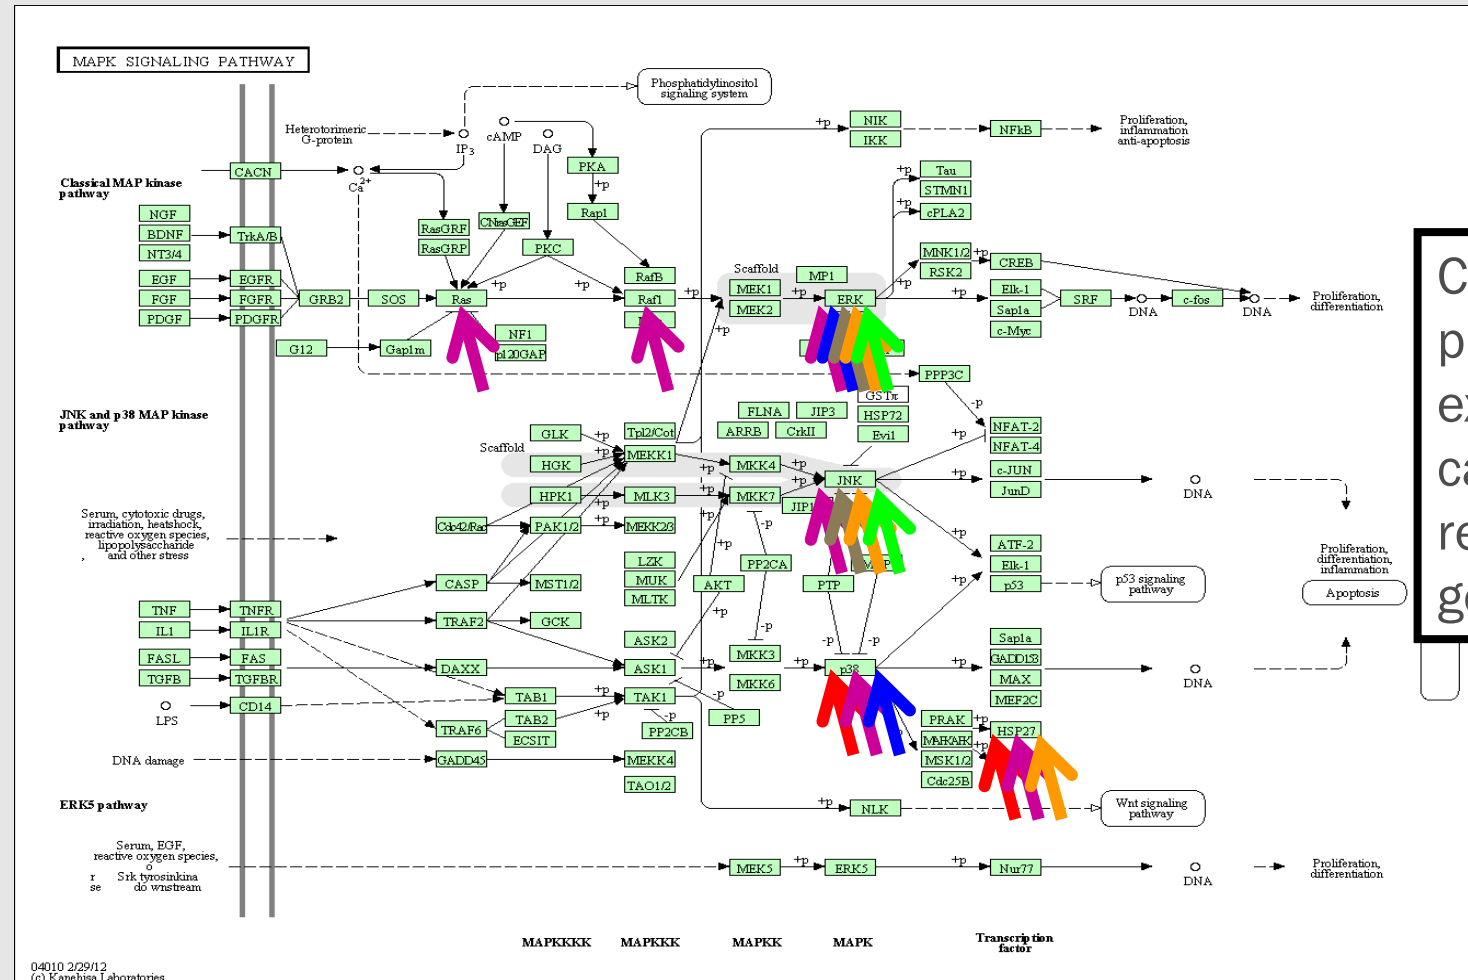 MAPK SIGNALING PATHWAY
Phosphatidylinositol
signaling system
Heterotorimeric
G-protein
IP3
cAMP
DAG
Ca2+
CACN
PKA
+p
Rap1
NIK
IKK
+p
NFkB
Proliferation,
inflammation
anti-apoptosis
Classical MAP kinase
pathway
NGF
BDNF
NT3/4
TrkA/B
EGF
EGFR
FGF
FGFR
PDGF
PDGFR
GRB2
SOS
RasGRF
RasGRP
CNrasGEF
PKC
Ras
+p
+p
RafB
Raf1
+p
G12
Gap1m
NF1
p120GAP
Scaffold
MEK1
MEK2
MP1
+p
ERK
+p
+p
+p
+p
Tau
STMN1
cPLA2
MNK1/2
RSK2
+p
CREB
Elk-1
Sap1a
c-Myc
SRF
DNA
c-fos
DNA
Proliferation,
differentiation
+p
PPP3C
-p
JNK and p38 MAP kinase
pathway
Scaffold
GLK
HGK
HPK1
+p
+p
+p
+p
Tpl2/Cot
MEKK1
MLK3
MEKK2/3
Cdc42/Rac
PAK1/2
FLNA
JIP3
ARRB
CrkII
GSTπ
HSP72
Evi1
MKK4
MKK7
+p
+p
+p
+p
+p
+p
JNK
JIP1
+p
+p
NFAT-2
NFAT-4
c-JUN
JunD
DNA
Serum, cytotoxic drugs,
irradiation, heatshock,
reactive oxygen species,
lipopolysaccharide
, and other stress
LZK
MUK
MLTK
+p
-p
PP2CA
AKT
+p
-p
PTP
-p
-p
ATF-2
Elk-1
p53
+p
p53 signaling
pathway
Proliferation,
differentiation,
inflammation
Apoptosis
CASP
MST1/2
TNF
TNFR
IL1
IL1R
TRAF2
GCK
FASL
FAS
TGFB
TGFBR
DAXX
ASK2
ASK1
+p
MKK3
MKK6
+p
p38
+p
Sap1a
GADD153
MAX
MEF2C
DNA
LPS
CD14
TAB1
TAB2
ECSIT
+p
+p
TAK1
-p
PP2CB
-p
PP5
TRAF6
PRAK
MAPKAPK
MSK1/2
Cdc25B
+p
+p
HSP27
DNA damage
GADD45
MEKK4
TAO1/2
+p
NLK
Wnt signaling
pathway
ERK5 pathway
Serum, EGF,
reactive oxygen species,
o
r Srk tyrosinkina
se do wnstream
MEK5
+p
ERK5
+p
Nur77
DNA
Proliferation,
differentiation
MAPKKKK
MAPKKK
MAPKK
MAPK
Transcription
factor
04010 2/29/12
(c) Kanehisa Laboratories
C
p
ex
ca
re
ge